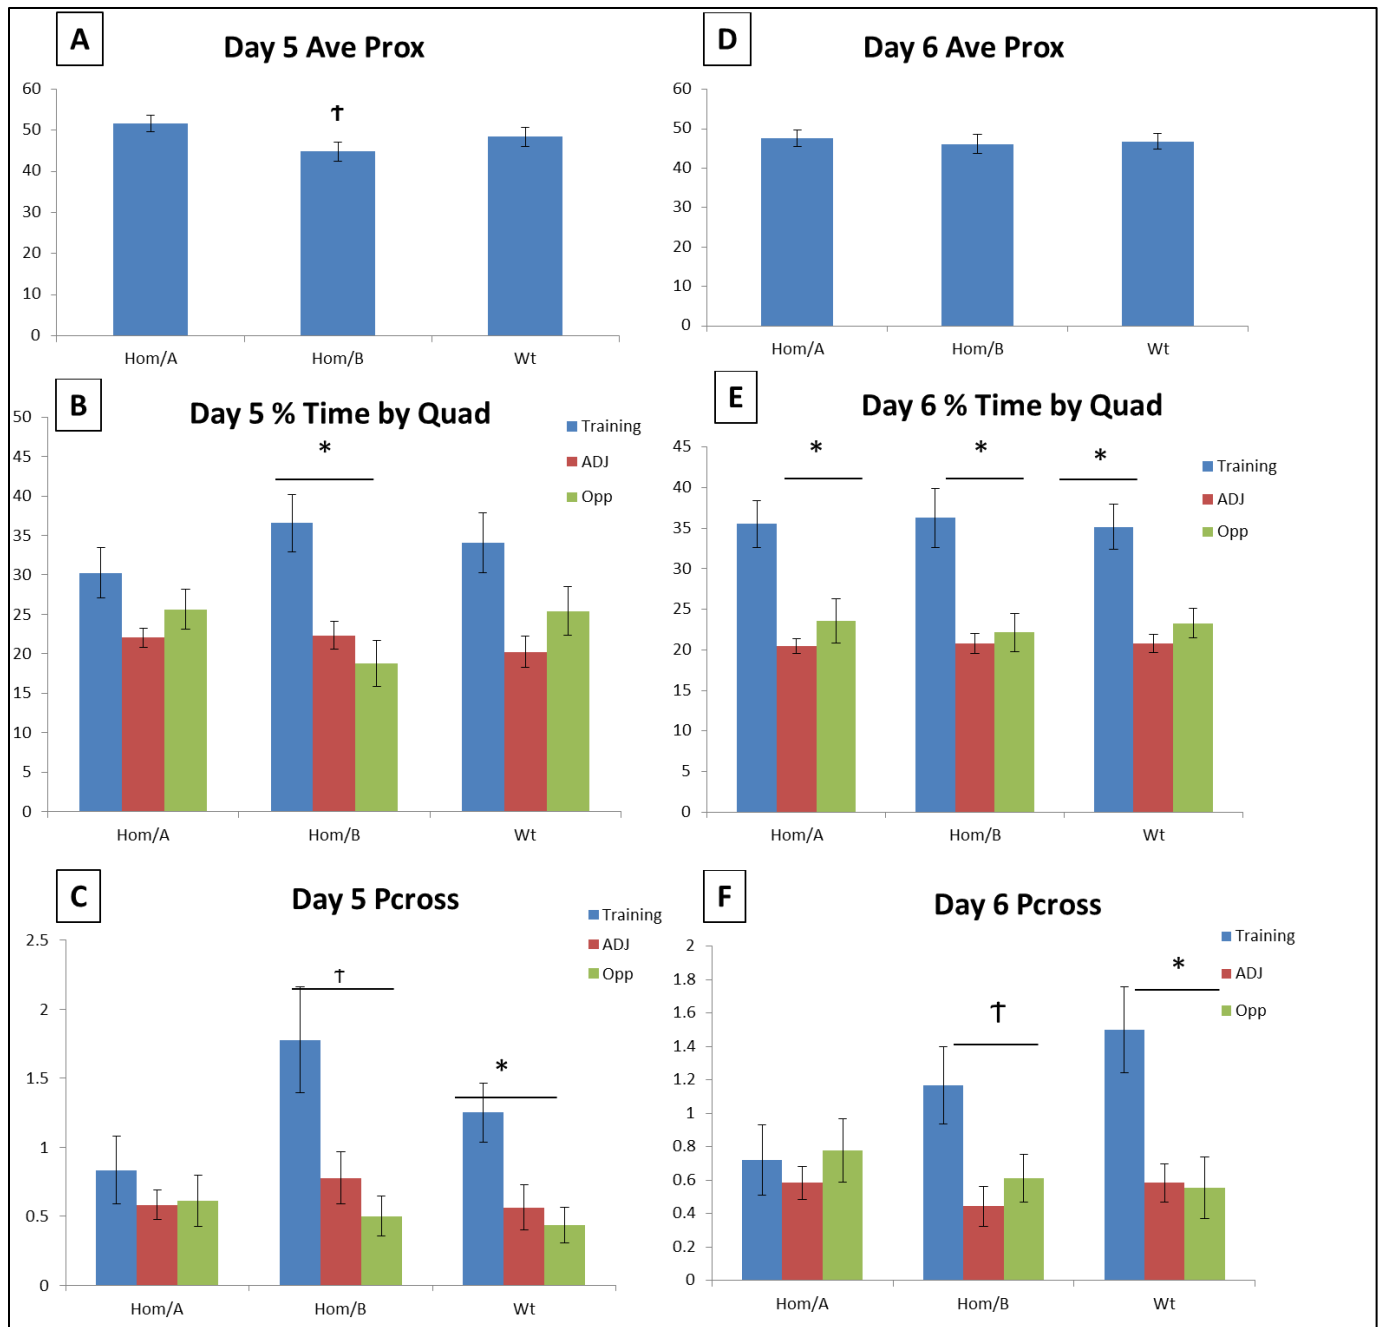 A
Day 5 Ave Prox
60
50
40
30
20
10
0
†
Hom/A
Hom/B
Wt
D
Day 6 Ave Prox
60
50
40
30
20
10
0
Hom/A
Hom/B
Wt
B
Day 5 % Time by Quad
50
45
40
35
30
25
20
15
10
5
0
*
Training
ADJ
Opp
Hom/A
Hom/B
Wt
E
Day 6 % Time by Quad
45
40
35
30
25
20
15
10
5
0
*
*
*
Training
ADJ
Opp
Hom/A
Hom/B
Wt
C
Day 5 Pcross
2.5
2
1.5
1
0.5
0
†
*
Training
ADJ
Opp
Hom/A
Hom/B
Wt
F
Day 6 Pcross
2
1.8
1.6
1.4
1.2
1
0.8
0.6
0.4
0.2
0
†
*
Training
ADJ
Opp
Hom/A
Hom/B
Wt